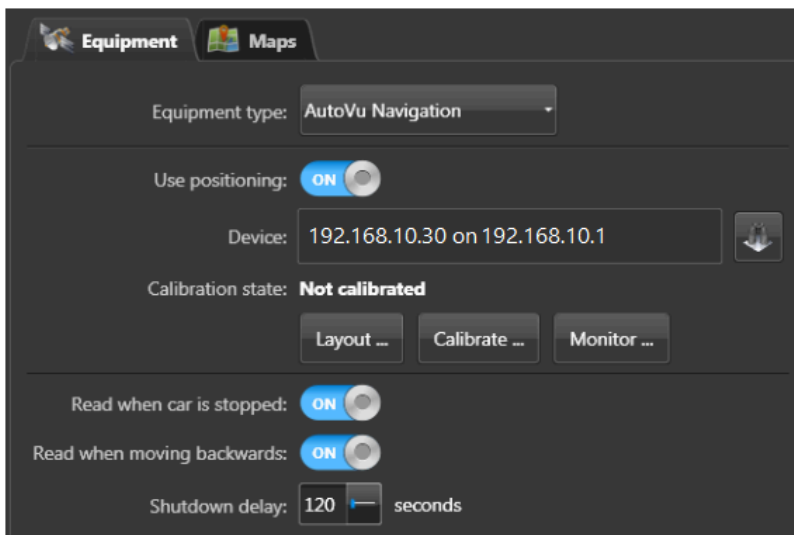 Equipment Maps
Equipment type: AutoVu Navigation
Use positioning: ON
Device: 192.168.10.30 on 192.168.10.1
Calibration state: Not calibrated
Layout ... Calibrate ... Monitor ...
Read when car is stopped: ON
Read when moving backwards: ON
Shutdown delay: 120 seconds